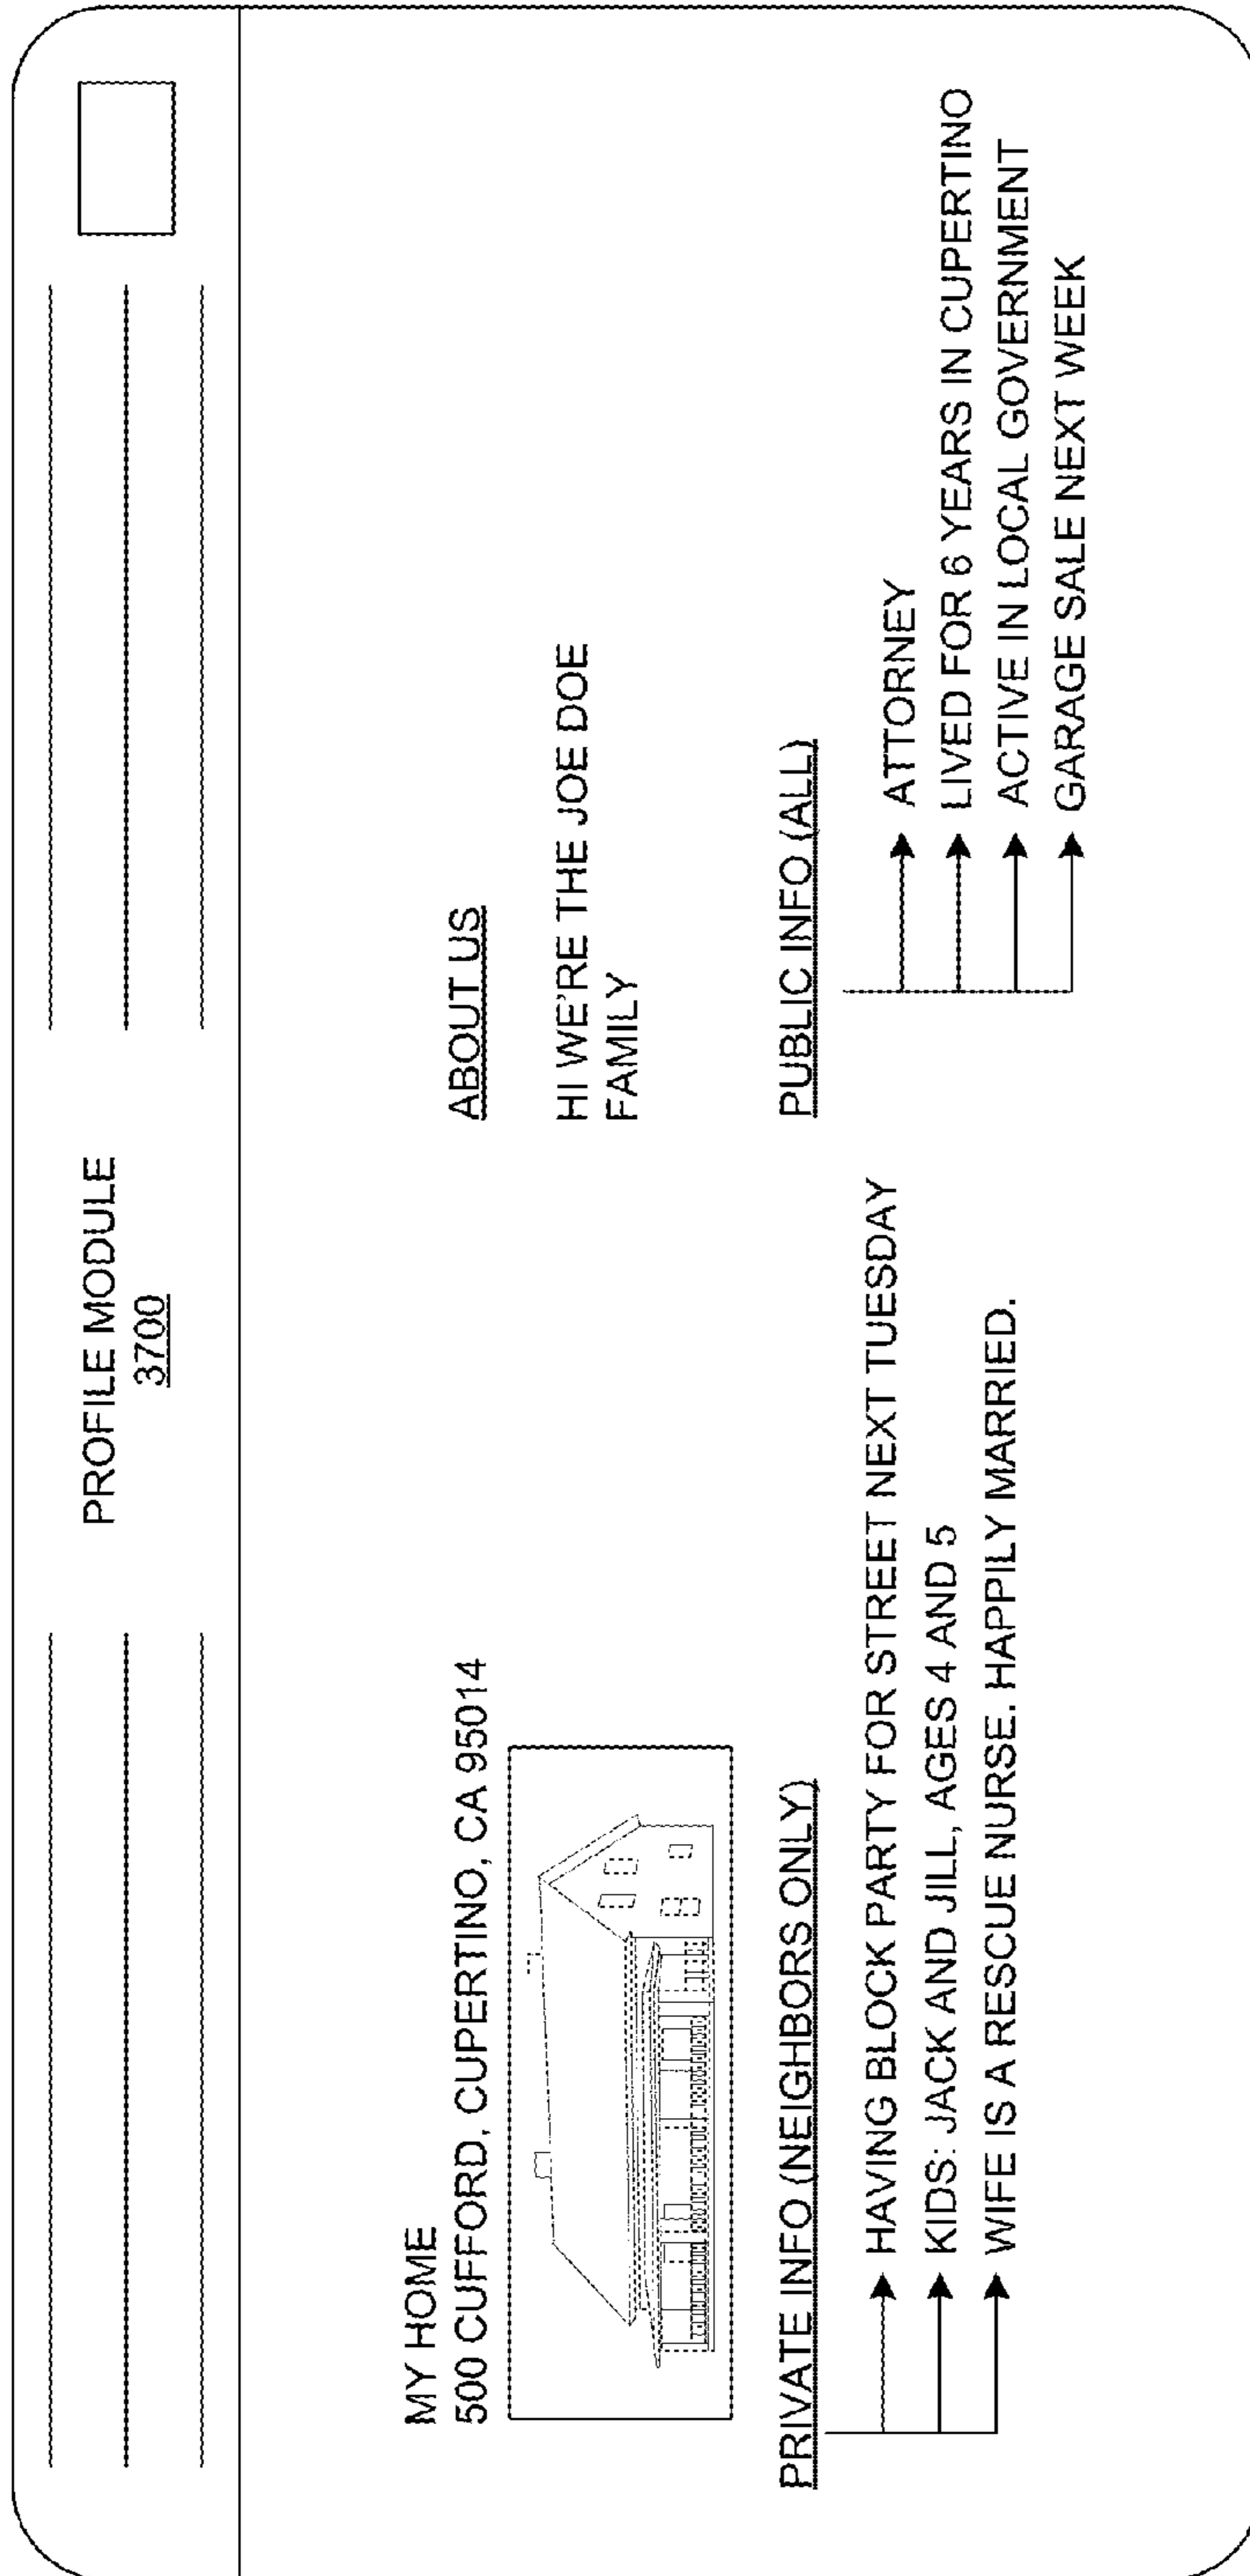 PROFILE MODULE
3700
MY HOME
500 CUFFORD, CUPERTINO, CA 95014
ABOUT US
HI WE'RE THE JOE DOE
FAMILY
PRIVATE INFO (NEIGHBORS ONLY)
HAVING BLOCK PARTY FOR STREET NEXT TUESDAY
KIDS: JACK AND JILL, AGES 4 AND 5
WIFE IS A RESCUE NURSE. HAPPILY MARRIED.
PUBLIC INFO (ALL)
ATTORNEY
LIVED FOR 6 YEARS IN CUPERTINO
ACTIVE IN LOCAL GOVERNMENT
GARAGE SALE NEXT WEEK